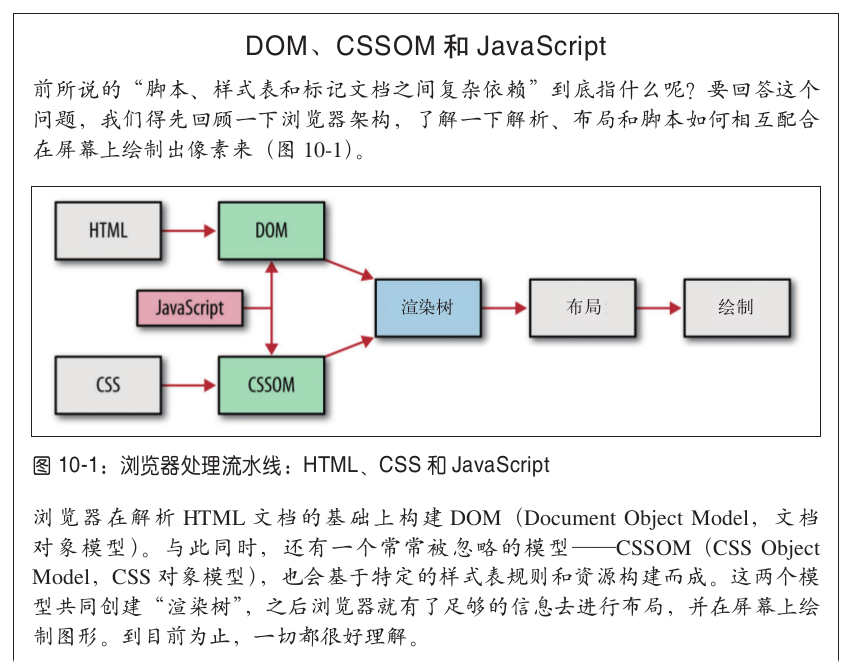 DOM、CSSOM 和 JavaScript
前所说的“脚本、样式表和标记文档之间复杂依赖”到底指什么呢？要回答这个
问题，我们得先回顾一下浏览器架构，了解一下解析、布局和脚本如何相互配合
在屏幕上绘制出像素来（图 10-1）。
HTML
DOM
JavaScript
渲染树
布局
绘制
CSS
CSSOM
图 10-1：浏览器处理流水线：HTML、CSS 和 JavaScript
浏览器在解析 HTML 文档的基础上构建 DOM（Document Object Model，文档
对象模型）。与此同时，还有一个常常被忽略的模型——CSSOM（CSS Object
Model，CSS 对象模型），也会基于特定的样式表规则和资源构建而成。这两个模
型共同创建“渲染树”，之后浏览器就有了足够的信息去进行布局，并在屏幕上绘
制图形。到目前为止，一切都很好理解。